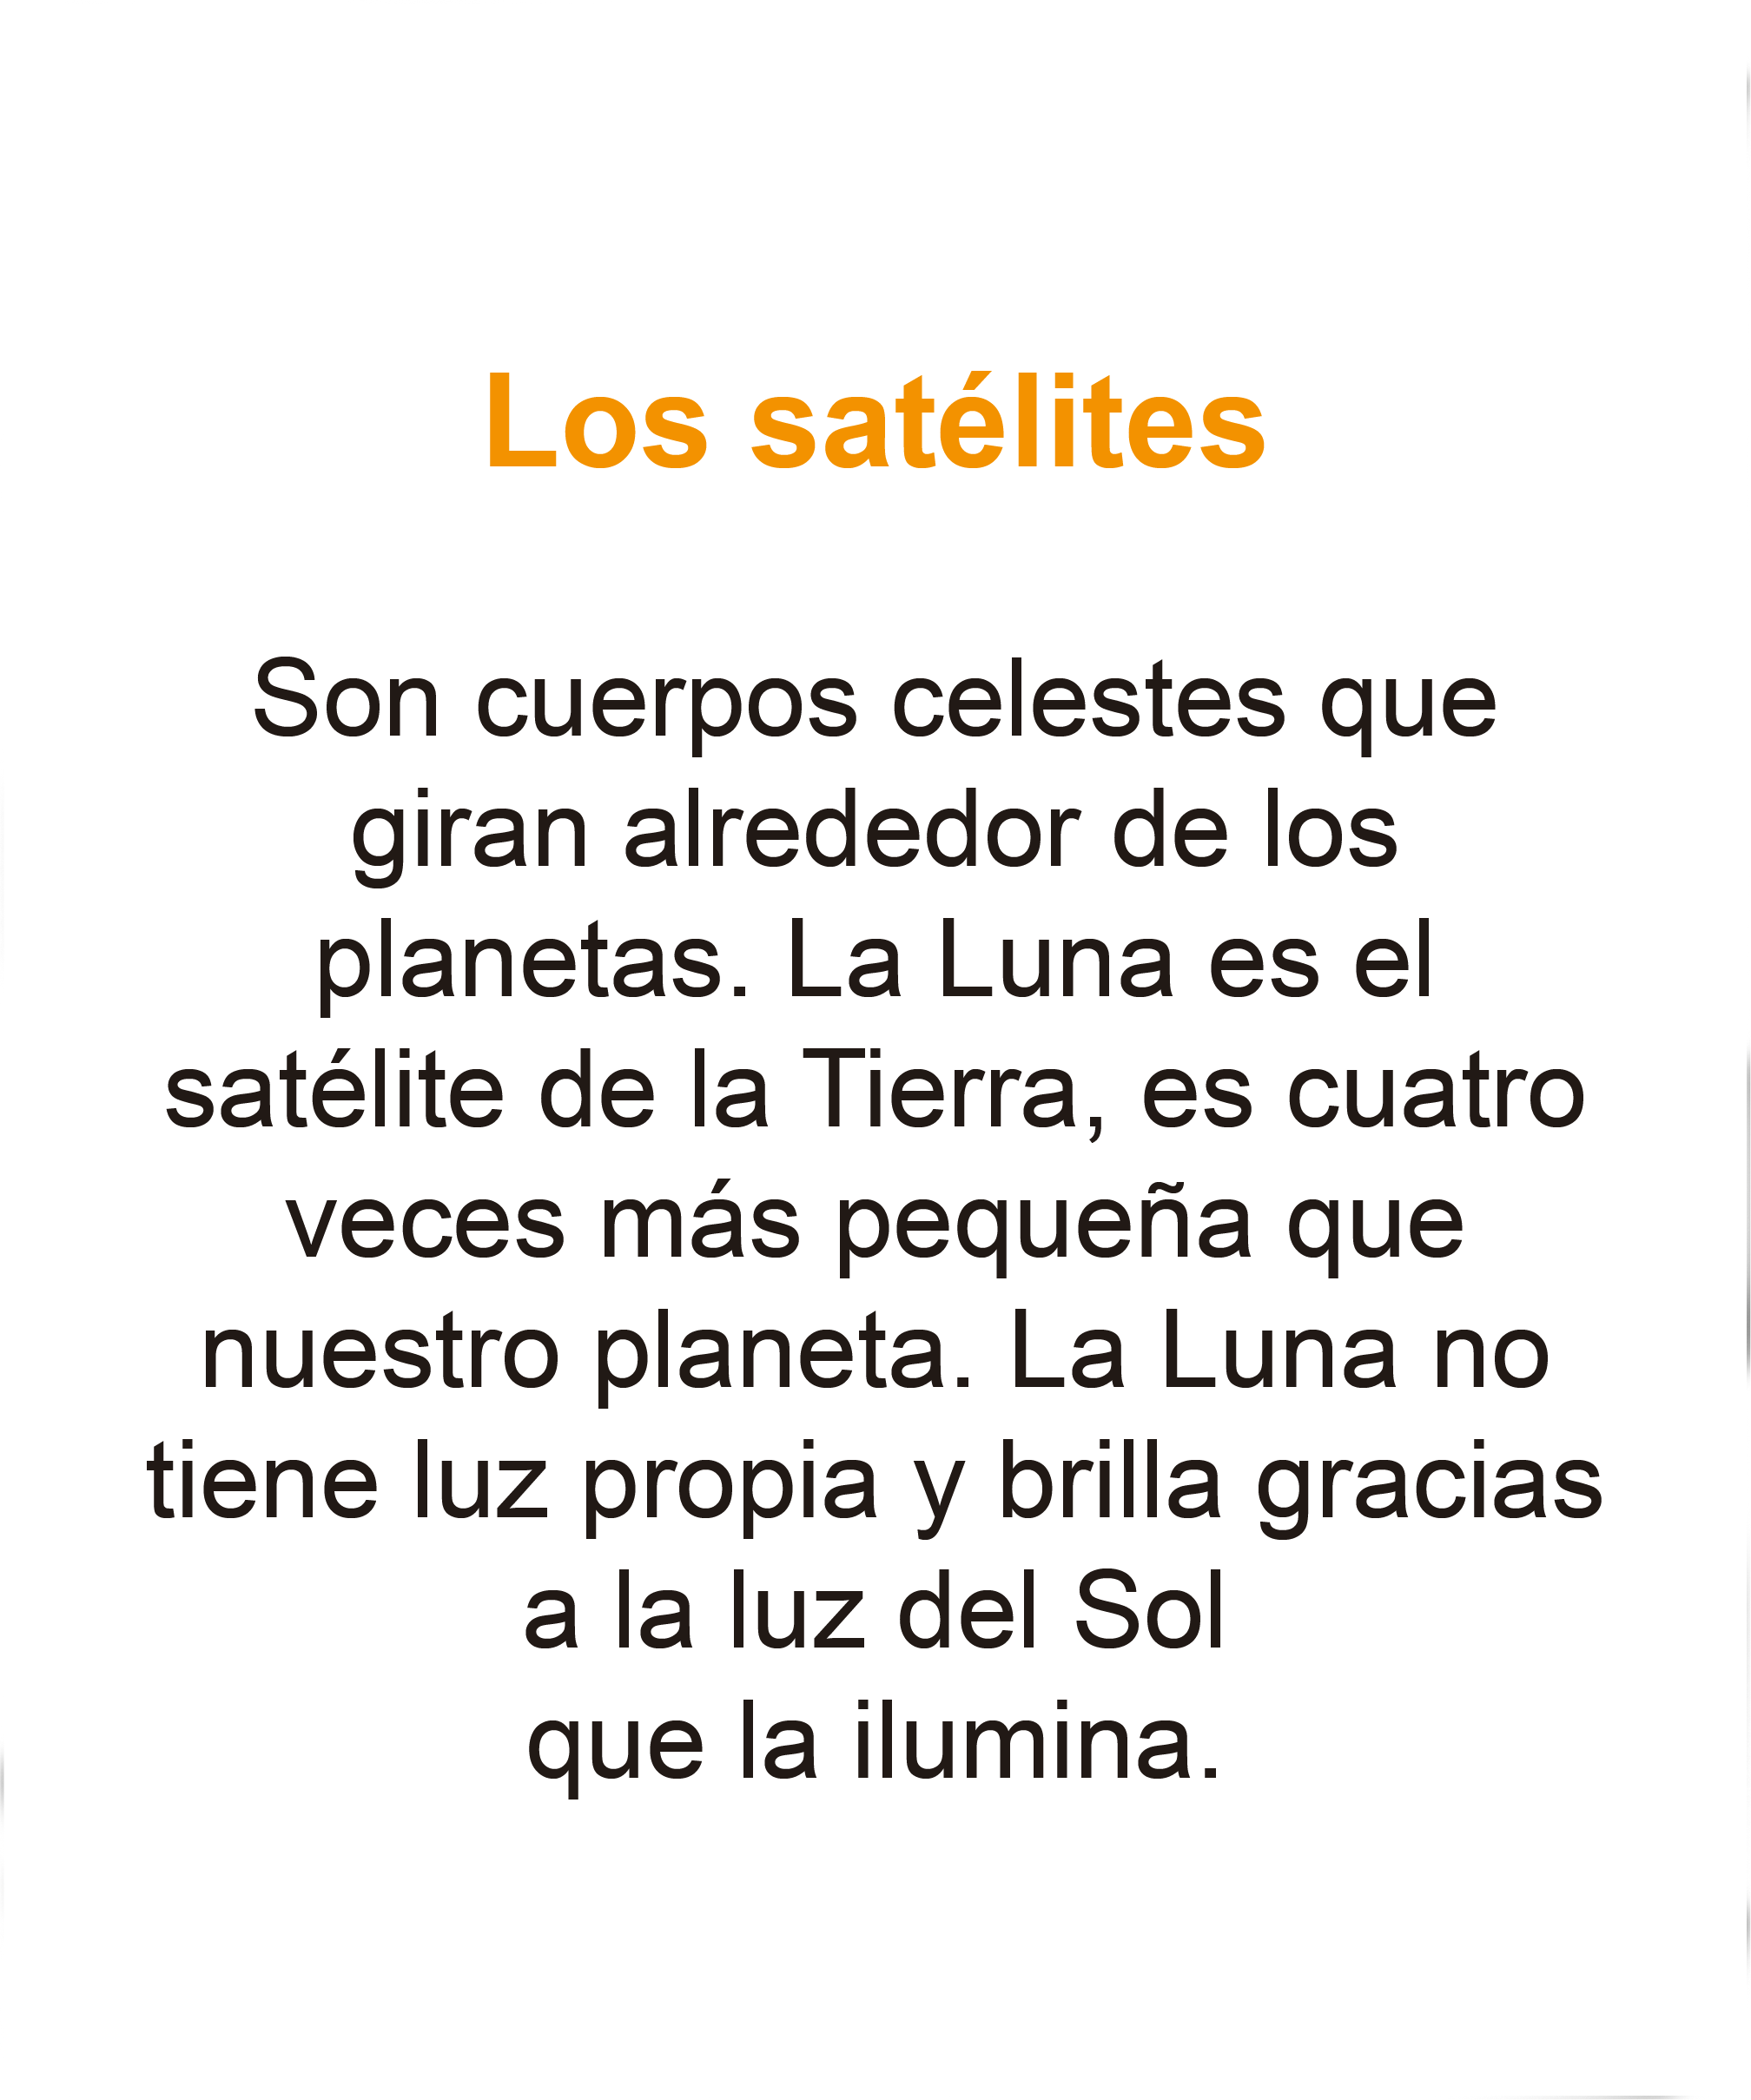 Los satélites
Son cuerpos celestes que
giran alrededor de los
planetas. La Luna es el
satélite de la Tierra, es cuatro
veces más pequeña que
nuestro planeta. La Luna no
tiene luz propia y brilla gracias
a la luz del Sol
que la ilumina.